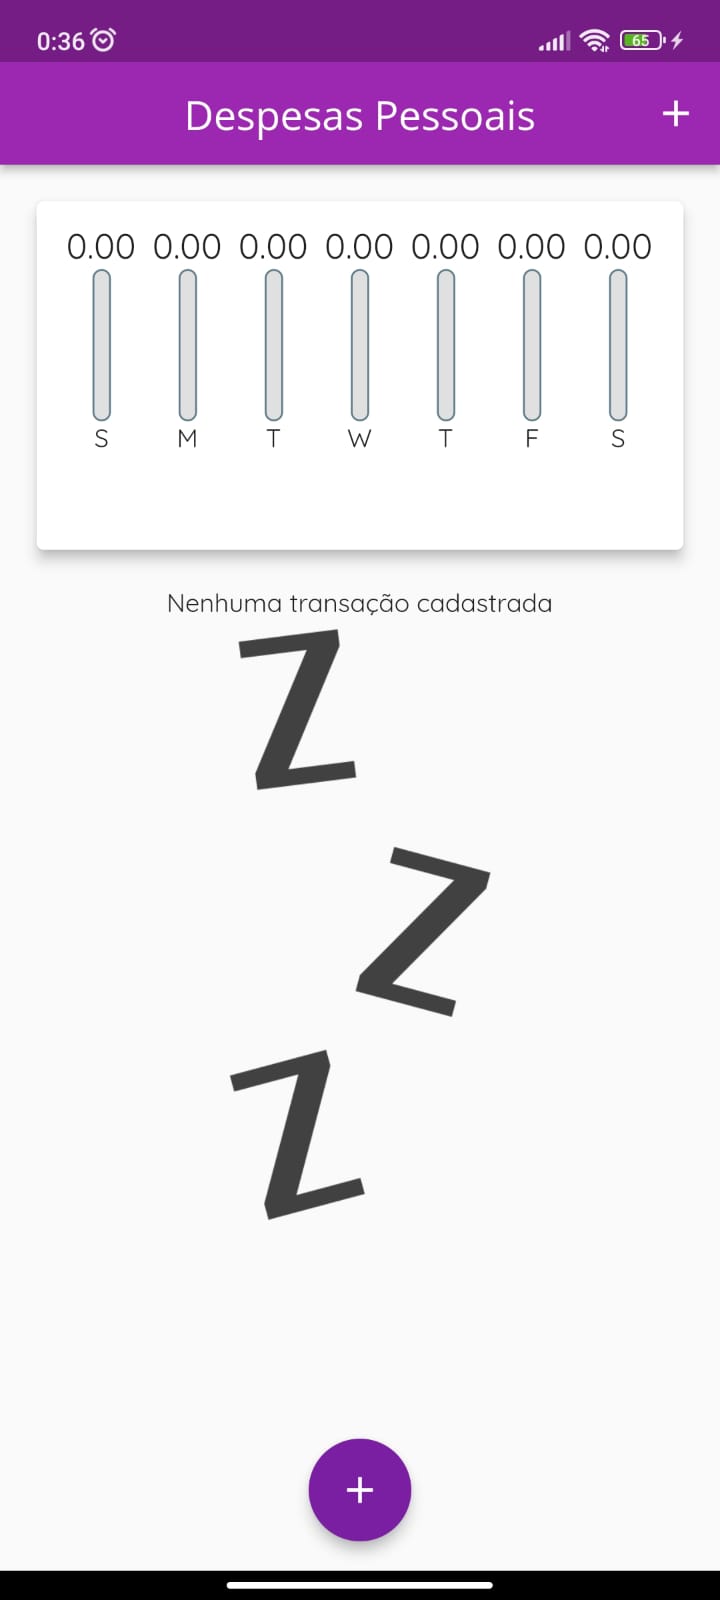 0:36 65
Despesas Pessoais +
0.00 0.00 0.00 0.00 0.00 0.00 0.00
S M T W T F S
Nenhuma transação cadastrada
Z
Z
Z
+